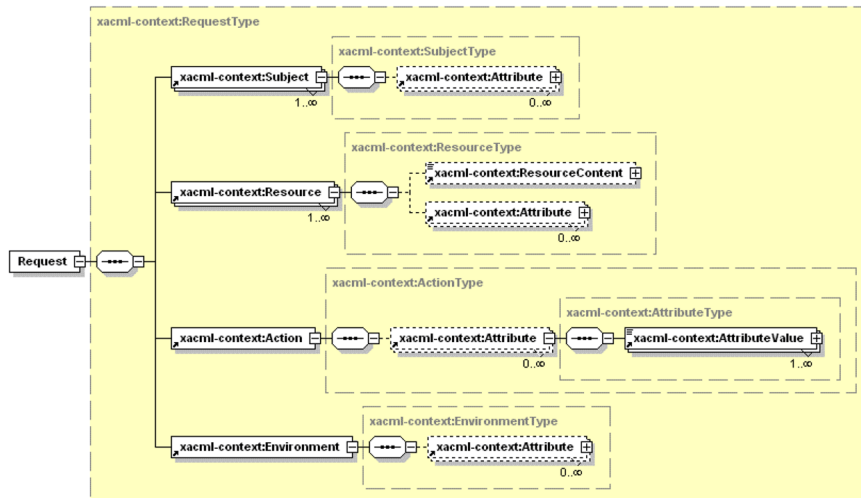 xacml-context:RequestType
xacml-context:SubjectType
xacml-context:Subject
xacml-context:Attribute
1..∞
0..∞
xacml-context:ResourceType
xacml-context:ResourceContent
xacml-context:Resource
xacml-context:Attribute
1..∞
0..∞
Request
xacml-context:ActionType
xacml-context:AttributeType
xacml-context:Action
xacml-context:Attribute
xacml-context:AttributeValue
0..∞
1..∞
xacml-context:EnvironmentType
xacml-context:Environment
xacml-context:Attribute
0..∞